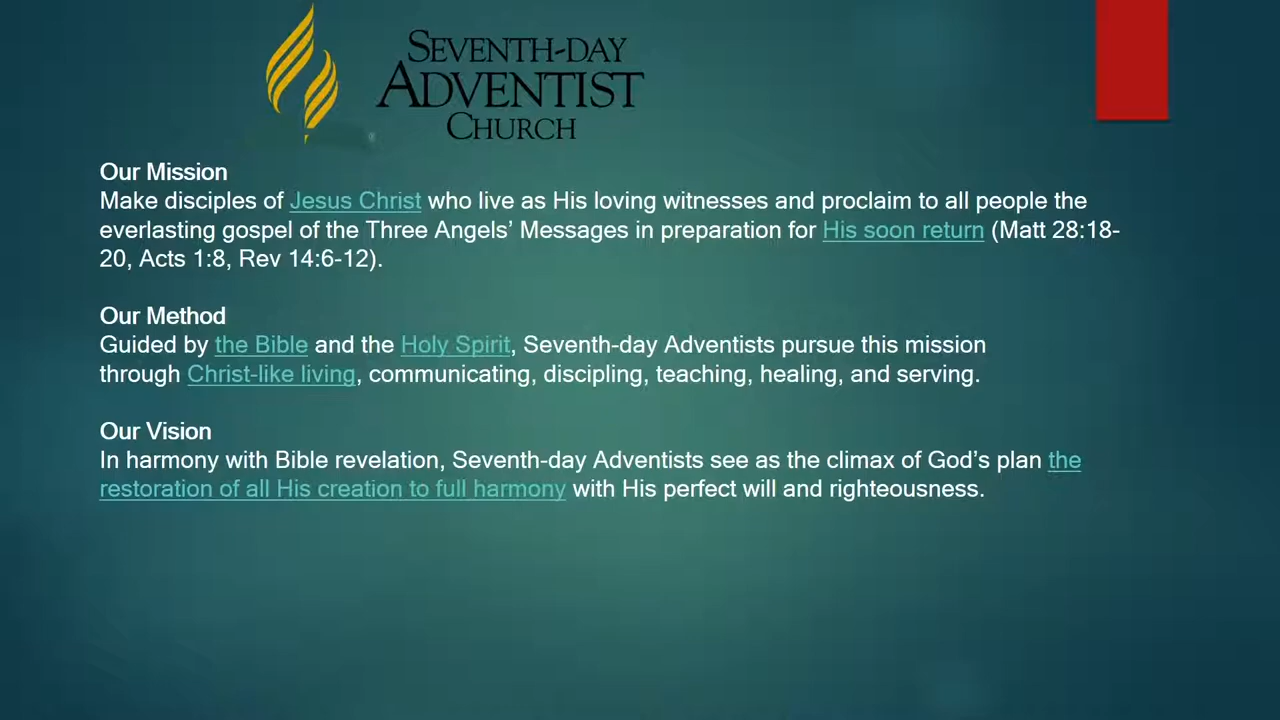 SEVENTH-DAY
ADVENTIST
CHURCH
Our Mission
Make disciples of Jesus Christ who live as His loving witnesses and proclaim to all people the
everlasting gospel of the Three Angels’ Messages in preparation for His soon return (Matt 28:18-
20, Acts 1:8, Rev 14:6-12).
Our Method
Guided by the Bible and the Holy Spirit, Seventh-day Adventists pursue this mission
through Christ-like living, communicating, discipling, teaching, healing, and serving.
Our Vision
In harmony with Bible revelation, Seventh-day Adventists see as the climax of God’s plan the
restoration of all His creation to full harmony with His perfect will and righteousness.